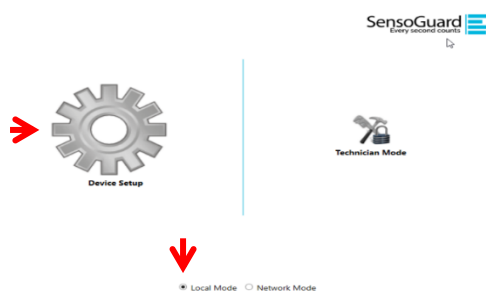 SensoGuard
Every second counts
Technician Mode
Device Setup
Local Mode
Network Mode